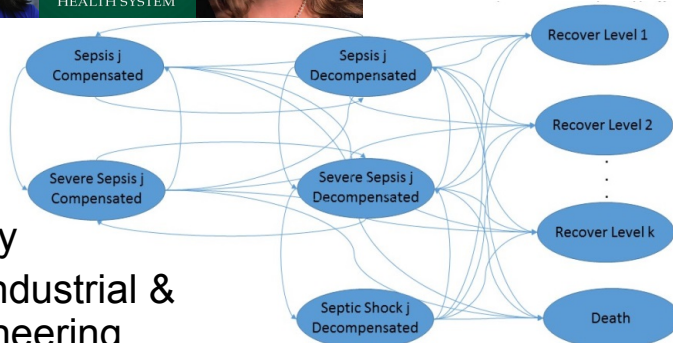 HEALTH SYSTEM
Sepsis j
Compensated
Sepsis j
Decompensated
Recover Level 1
Recover Level 2
Severe Sepsis j
Compensated
Severe Sepsis j
Decompensated
Recover Level k
Septic Shock j
Decompensated
Death
y
ndustrial &
neering